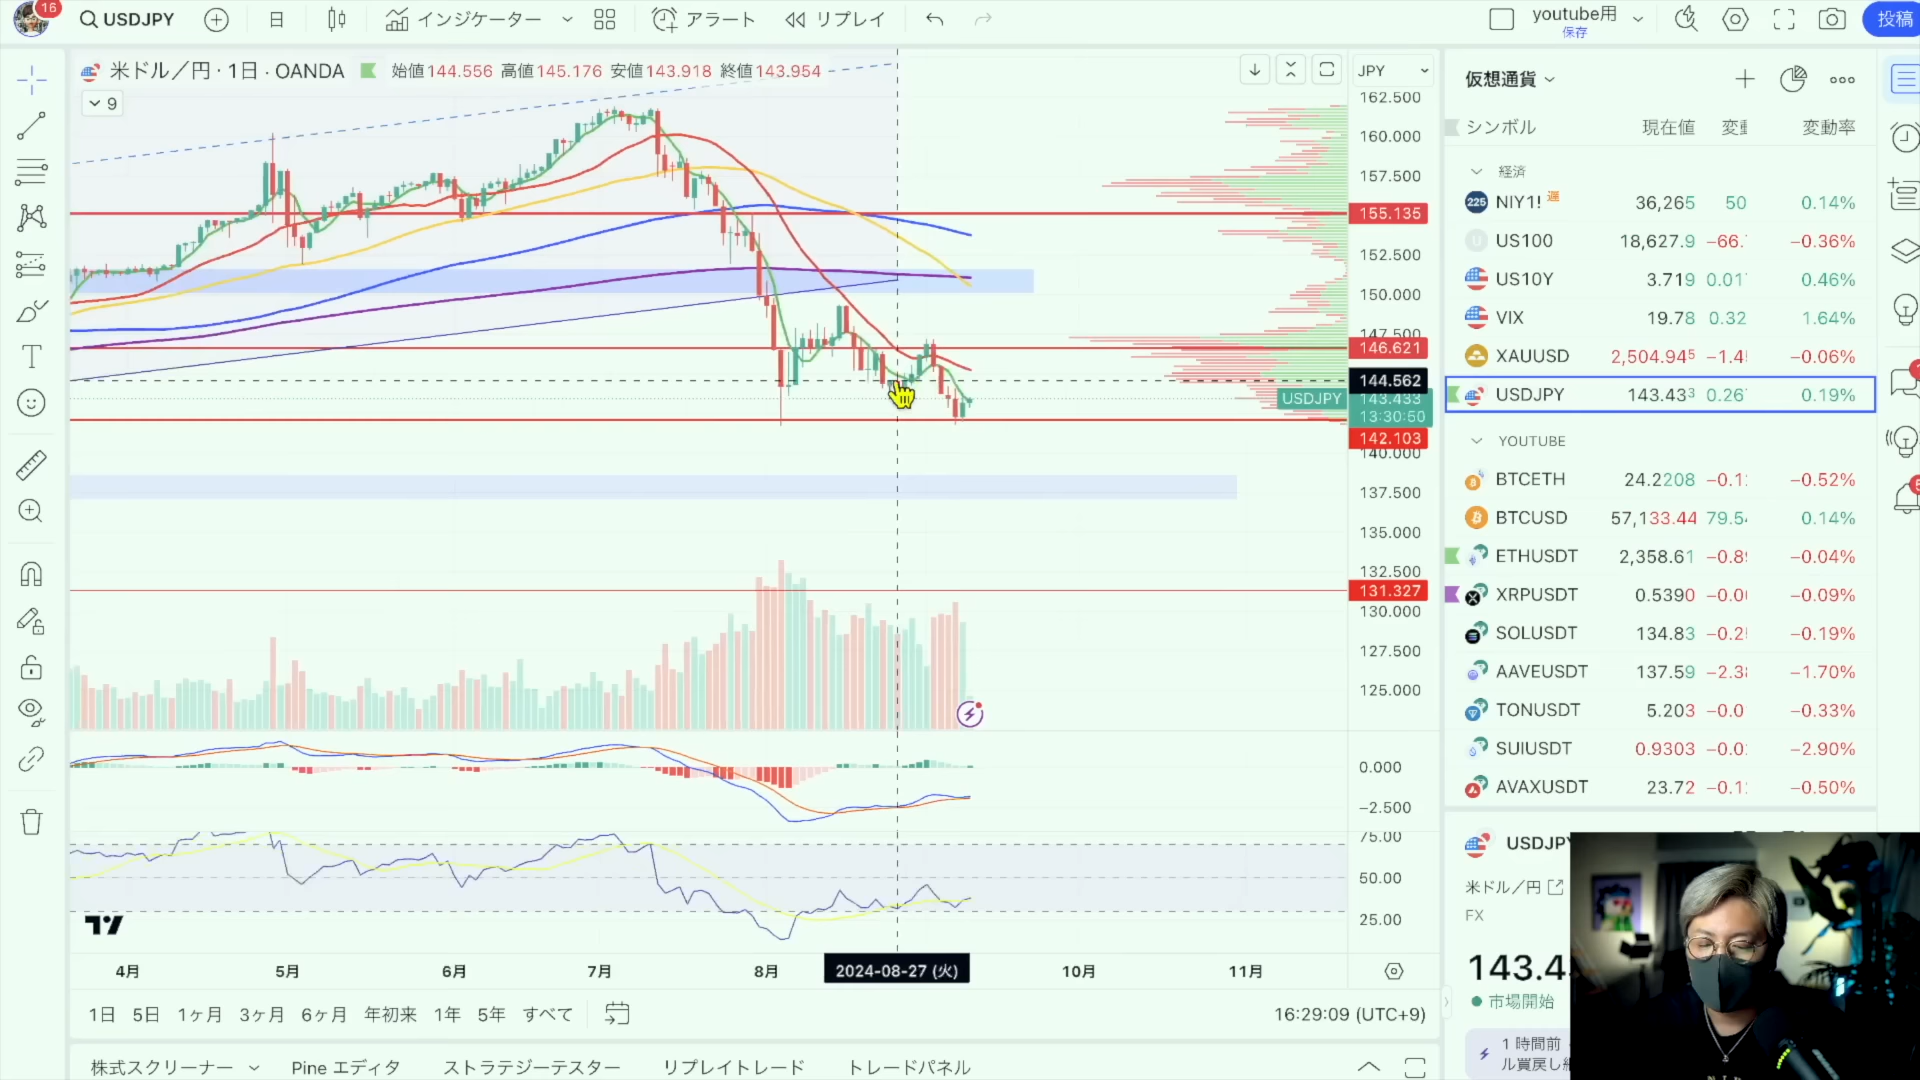 16
USDJPY
日
インジケーター
アラート
リプレイ
youtube用
保存
投稿
米ドル／円 · 1日 · OANDA
始値144.556 高値145.176 安値143.918 終値143.954
9
JPY
162.500
160.000
157.500
155.135
152.500
150.000
147.500
146.621
144.562
USDJPY 143.433
13:30:50
142.103
140.000
137.500
135.000
132.500
131.327
130.000
127.500
125.000
0.000
−2.500
75.00
50.00
25.00
4月 5月 6月 7月 8月 2024-08-27 (火) 10月 11月
1日 5日 1ヶ月 3ヶ月 6ヶ月 年初来 1年 5年 すべて
16:29:09 (UTC+9)
株式スクリーナー Pine エディタ ストラテジーテスター リプレイトレード トレードパネル
仮想通貨
シンボル 現在値 変動率
経済
225 NIY1! 遅 36,265 50 0.14%
US100 18,627.9 −66. −0.36%
US10Y 3.719 0.01 0.46%
VIX 19.78 0.32 1.64%
XAUUSD 2,504.945 −1.4 −0.06%
USDJPY 143.433 0.26 0.19%
YOUTUBE
BTCETH 24.2208 −0.1 −0.52%
BTCUSD 57,133.44 79.5 0.14%
ETHUSDT 2,358.61 −0.8 −0.04%
XRPUSDT 0.5390 −0.0 −0.09%
SOLUSDT 134.83 −0.2 −0.19%
AAVEUSDT 137.59 −2.3 −1.70%
TONUSDT 5.203 −0.0 −0.33%
SUIUSDT 0.9303 −0.0 −2.90%
AVAXUSDT 23.72 −0.1 −0.50%
USDJPY
米ドル／円
FX
143.4
市場開始
1 時間前
ル買戻し